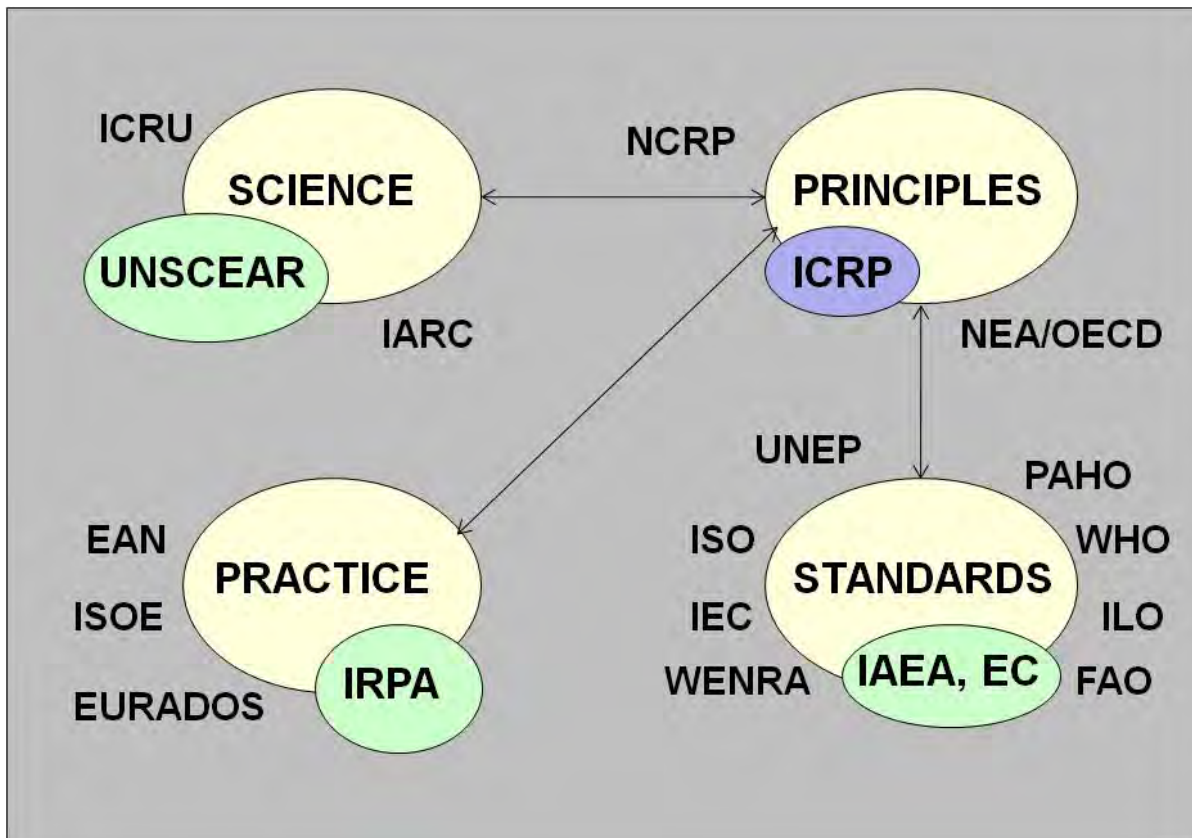 ICRU
SCIENCE
UNSCEAR
IARC
NCRP
PRINCIPLES
ICRP
NEA/OECD
EAN
PRACTICE
ISOE
IRPA
EURADOS
UNEP
PAHO
ISO
WHO
STANDARDS
IEC
ILO
WENRA
IAEA, EC
FAO